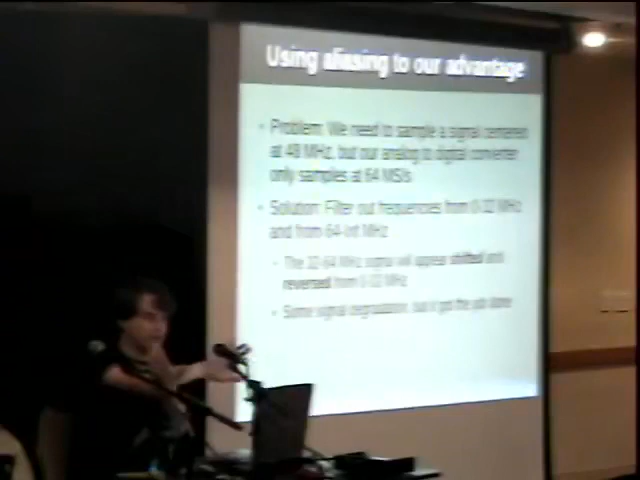 Using aliasing to our advantage
Problem: We need to sample a signal centered
at 48 MHz, but our analog to digital converter
only samples at 64 MS/s
Solution: Filter out frequencies from 0-32 MHz
and from 64-inf MHz
The 32-64 MHz signal will appear shifted and
reversed from 0-32 MHz
Some signal degradation, but it got the job done